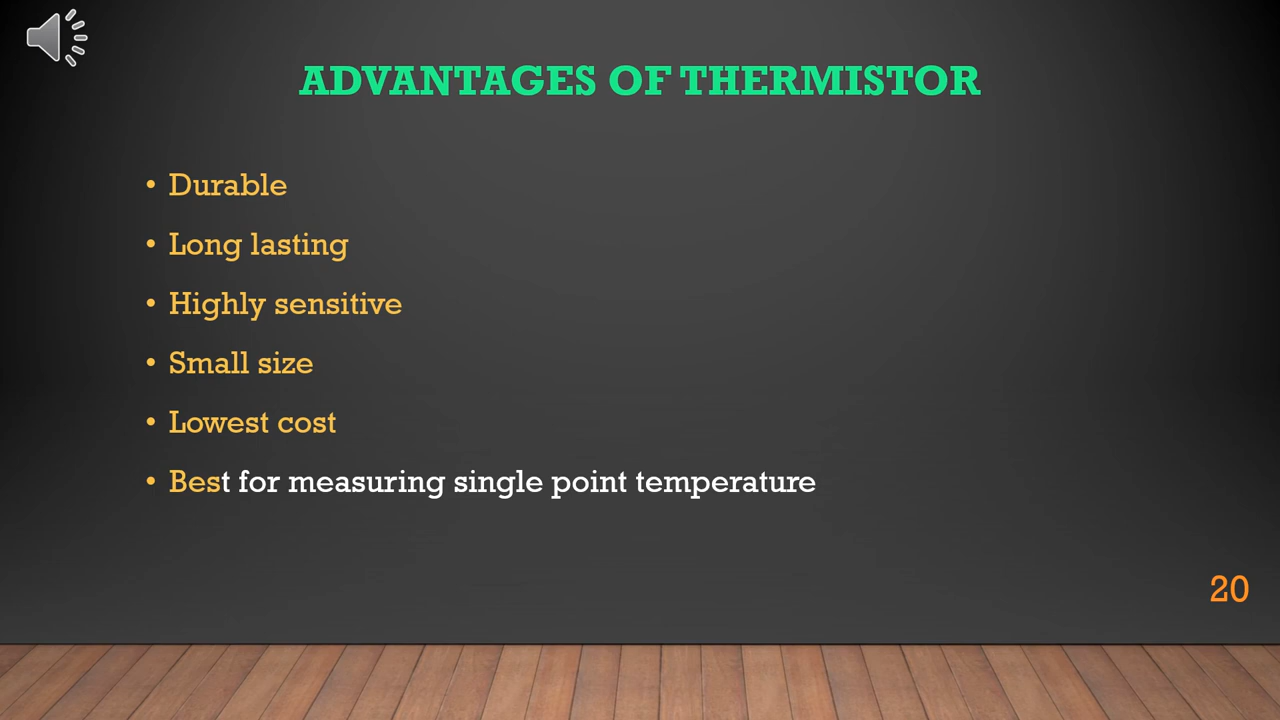 ADVANTAGES OF THERMISTOR
• Durable
• Long lasting
• Highly sensitive
• Small size
• Lowest cost
• Best for measuring single point temperature
20